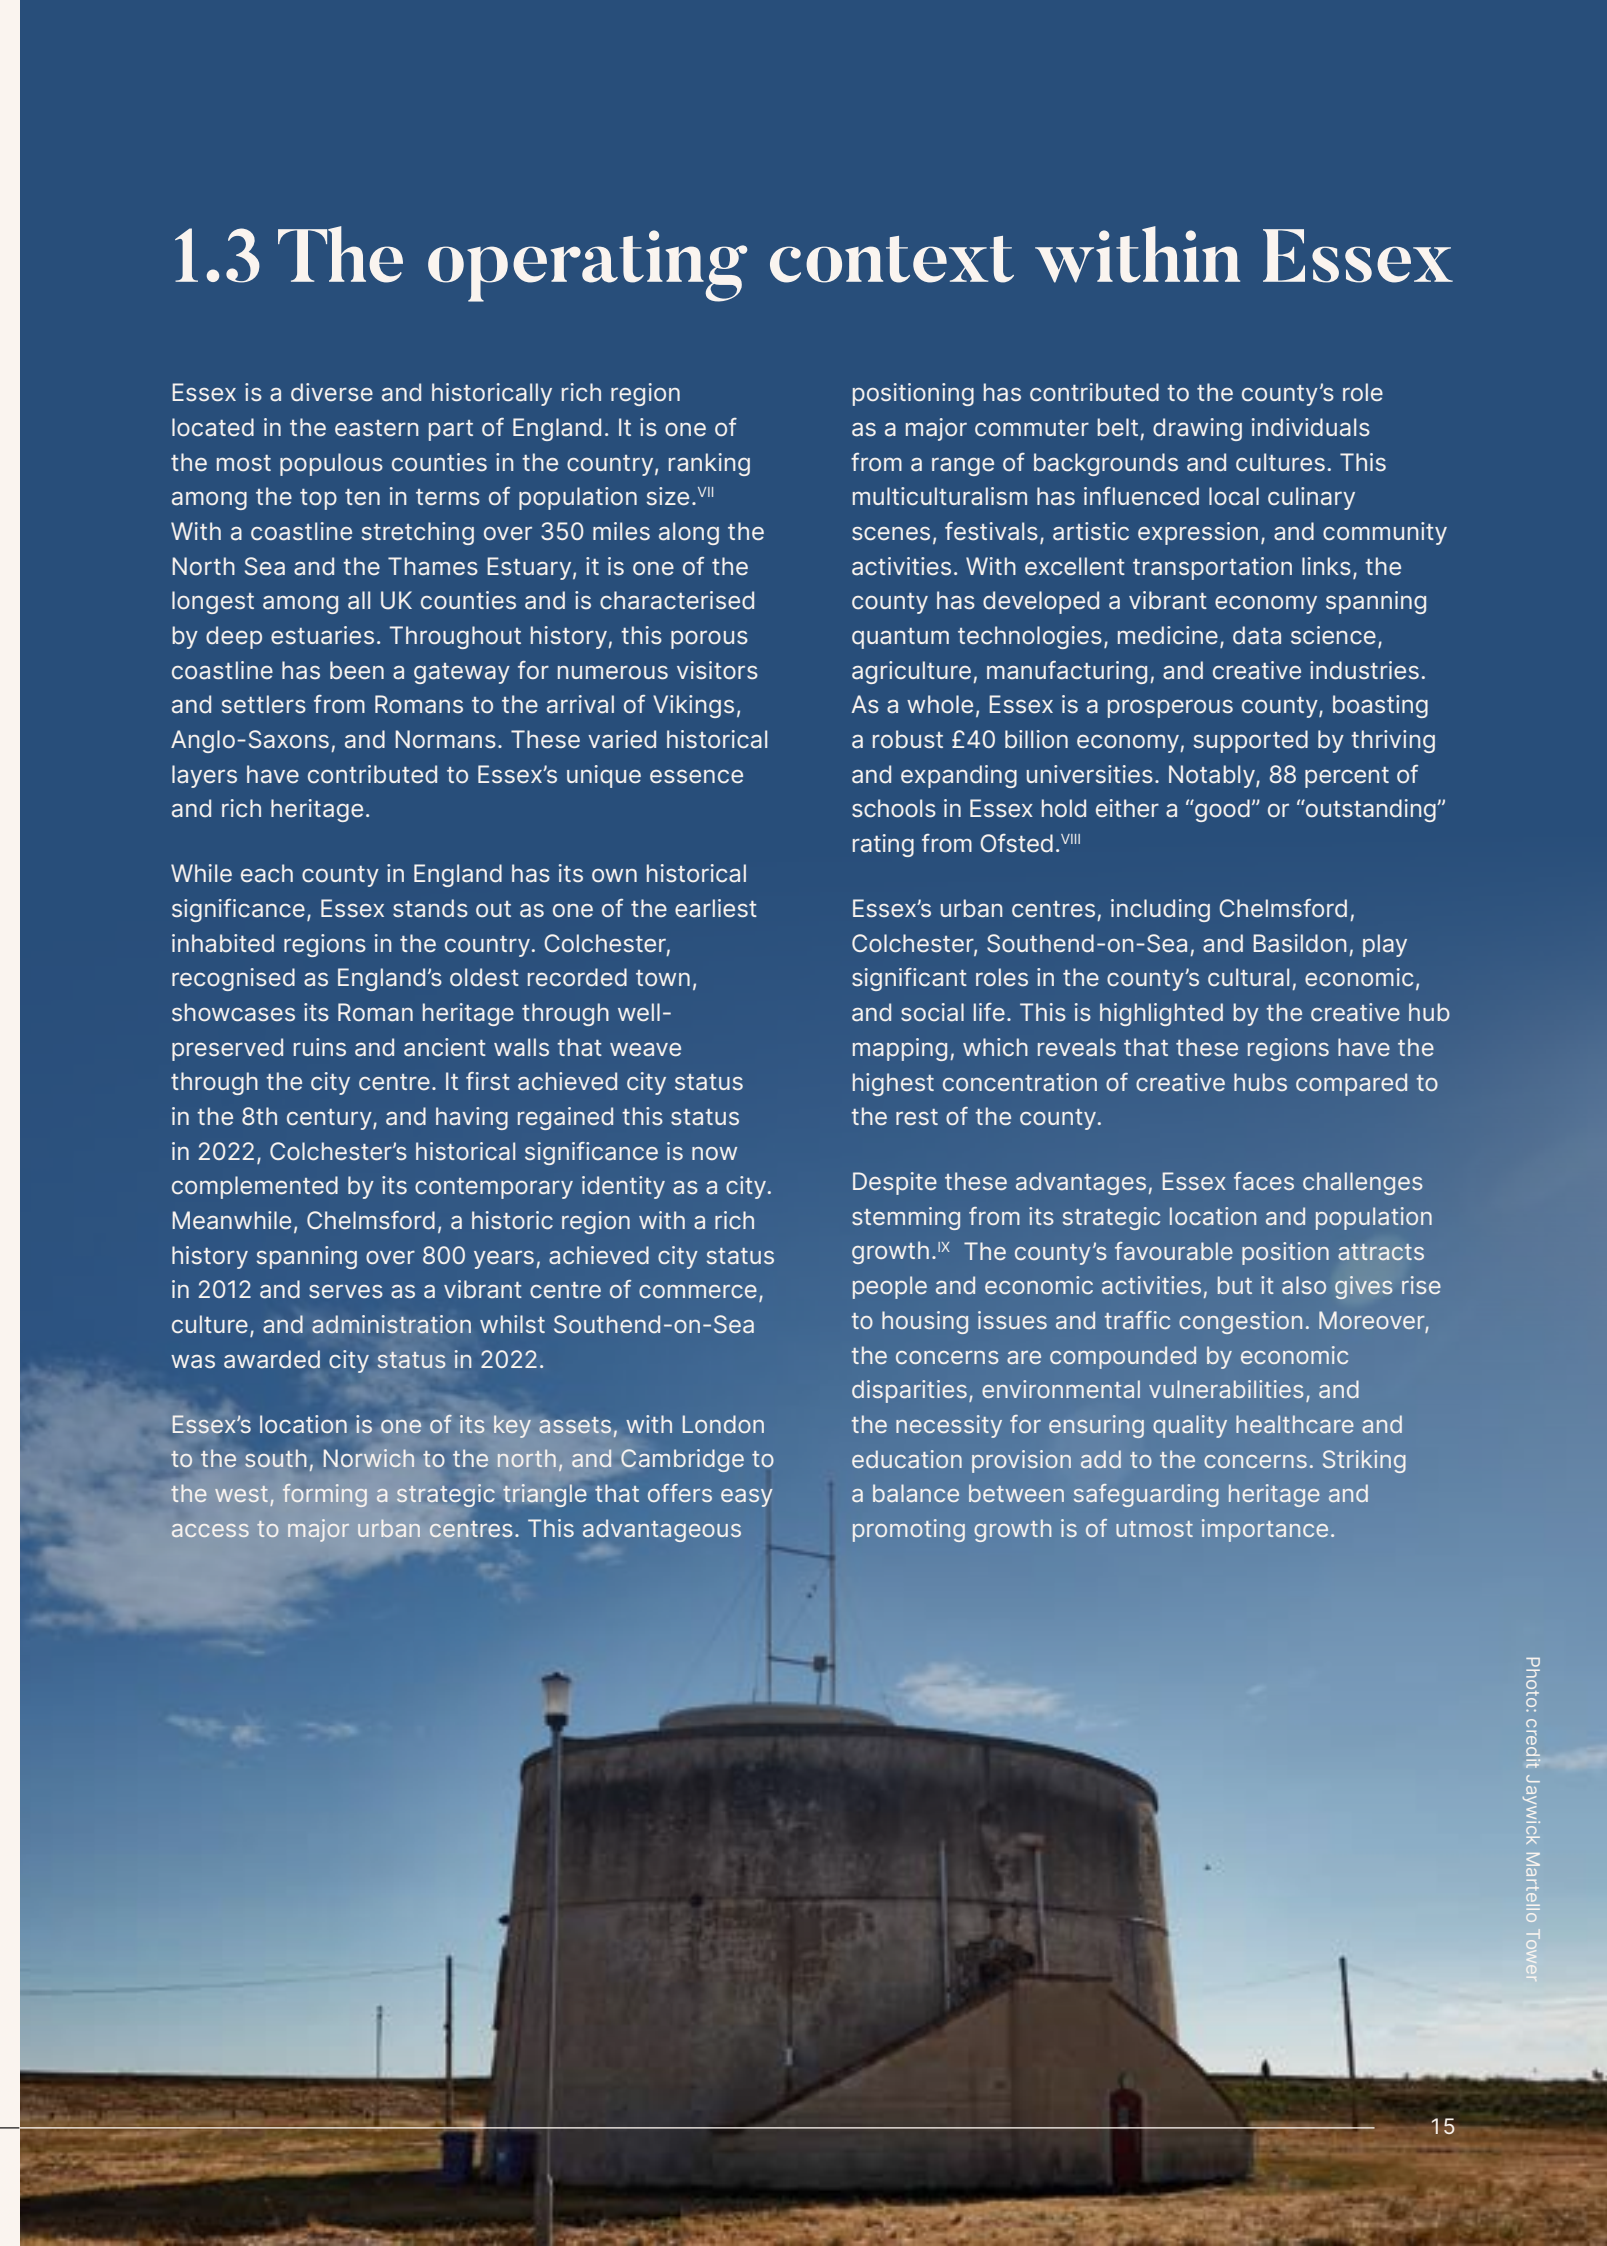 1.3 The operating context within Essex
Essex is a diverse and historically rich region
located in the eastern part of England. It is one of
the most populous counties in the country, ranking
among the top ten in terms of population size.VII
With a coastline stretching over 350 miles along the
North Sea and the Thames Estuary, it is one of the
longest among all UK counties and is characterised
by deep estuaries. Throughout history, this porous
coastline has been a gateway for numerous visitors
and settlers from Romans to the arrival of Vikings,
Anglo-Saxons, and Normans. These varied historical
layers have contributed to Essex’s unique essence
and rich heritage.
While each county in England has its own historical
significance, Essex stands out as one of the earliest
inhabited regions in the country. Colchester,
recognised as England’s oldest recorded town,
showcases its Roman heritage through well-
preserved ruins and ancient walls that weave
through the city centre. It first achieved city status
in the 8th century, and having regained this status
in 2022, Colchester’s historical significance is now
complemented by its contemporary identity as a city.
Meanwhile, Chelmsford, a historic region with a rich
history spanning over 800 years, achieved city status
in 2012 and serves as a vibrant centre of commerce,
culture, and administration whilst Southend-on-Sea
was awarded city status in 2022.
Essex’s location is one of its key assets, with London
to the south, Norwich to the north, and Cambridge to
the west, forming a strategic triangle that offers easy
access to major urban centres. This advantageous
positioning has contributed to the county’s role
as a major commuter belt, drawing individuals
from a range of backgrounds and cultures. This
multiculturalism has influenced local culinary
scenes, festivals, artistic expression, and community
activities. With excellent transportation links, the
county has developed a vibrant economy spanning
quantum technologies, medicine, data science,
agriculture, manufacturing, and creative industries.
As a whole, Essex is a prosperous county, boasting
a robust £40 billion economy, supported by thriving
and expanding universities. Notably, 88 percent of
schools in Essex hold either a “good” or “outstanding”
rating from Ofsted.VIII
Essex’s urban centres, including Chelmsford,
Colchester, Southend-on-Sea, and Basildon, play
significant roles in the county’s cultural, economic,
and social life. This is highlighted by the creative hub
mapping, which reveals that these regions have the
highest concentration of creative hubs compared to
the rest of the county.
Despite these advantages, Essex faces challenges
stemming from its strategic location and population
growth.IX The county’s favourable position attracts
people and economic activities, but it also gives rise
to housing issues and traffic congestion. Moreover,
the concerns are compounded by economic
disparities, environmental vulnerabilities, and
the necessity for ensuring quality healthcare and
education provision add to the concerns. Striking
a balance between safeguarding heritage and
promoting growth is of utmost importance.
Photo: credit Jaywick Martello Tower
15